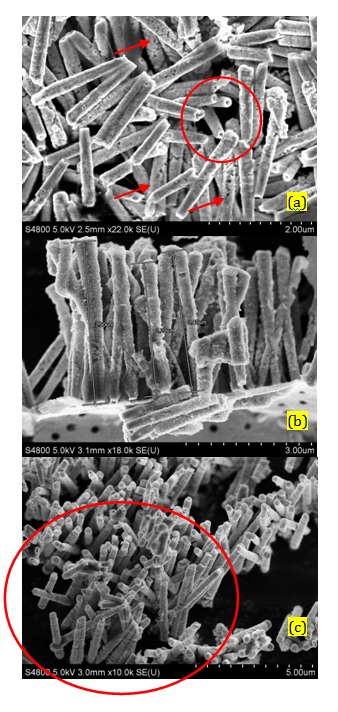 (a)
S4800 5.0kV 2.5mm x22.0k SE(U) 2.00um
(b)
S4800 5.0kV 3.1mm x18.0k SE(U) 3.00um
(c)
S4800 5.0kV 3.0mm x10.0k SE(U) 5.00um